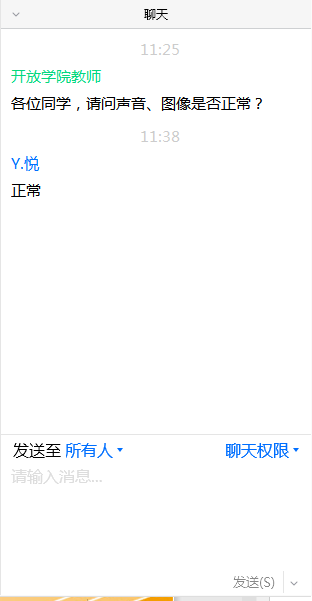 聊天
11:25
开放学院教师
各位同学，请问声音、图像是否正常？
11:38
Y.悦
正常
发送至 所有人 聊天权限
请输入消息...
发送(S)